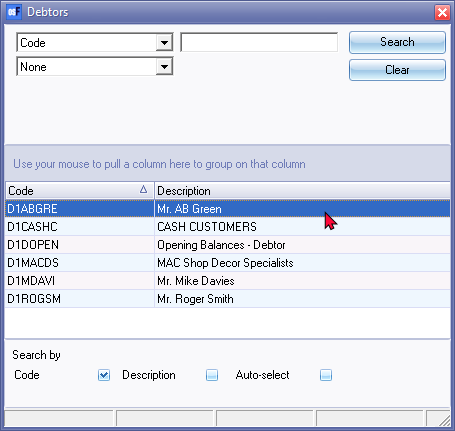 Debtors
Code Search
None Clear
Use your mouse to pull a column here to group on that column
Code Description
D1ABGRE Mr. AB Green
D1CASHC CASH CUSTOMERS
D1DOPEN Opening Balances - Debtor
D1MACDS MAC Shop Decor Specialists
D1MDAVI Mr. Mike Davies
D1ROGSM Mr. Roger Smith
Search by
Code Description Auto-select